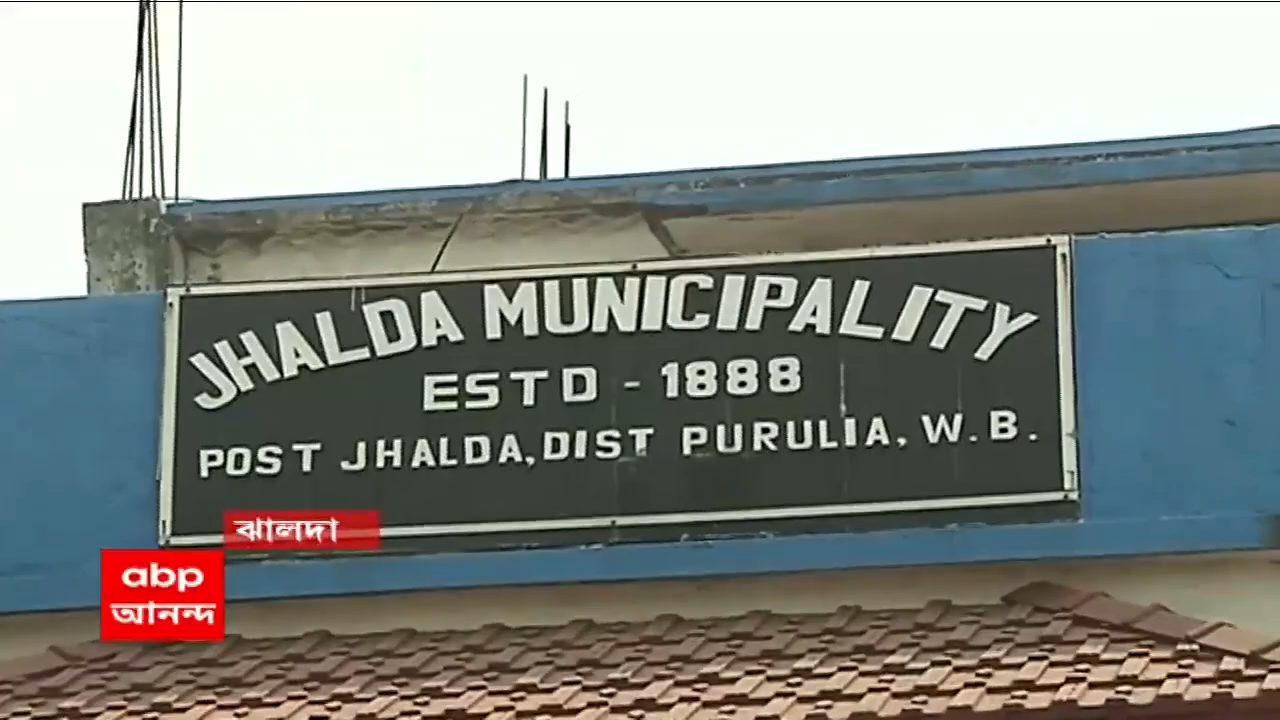 JHALDA MUNICIPALITY
ESTD - 1888
POST JHALDA, DIST PURULIA, W.B.
ঝালদা
abp
আনন্দ